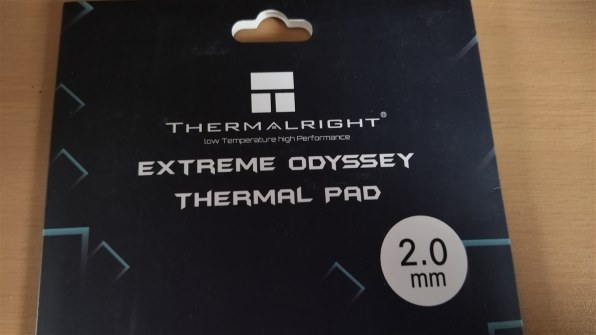 THERMALRIGHT®
low Temperature high Performance
EXTREME ODYSSEY
THERMAL PAD
2.0
mm